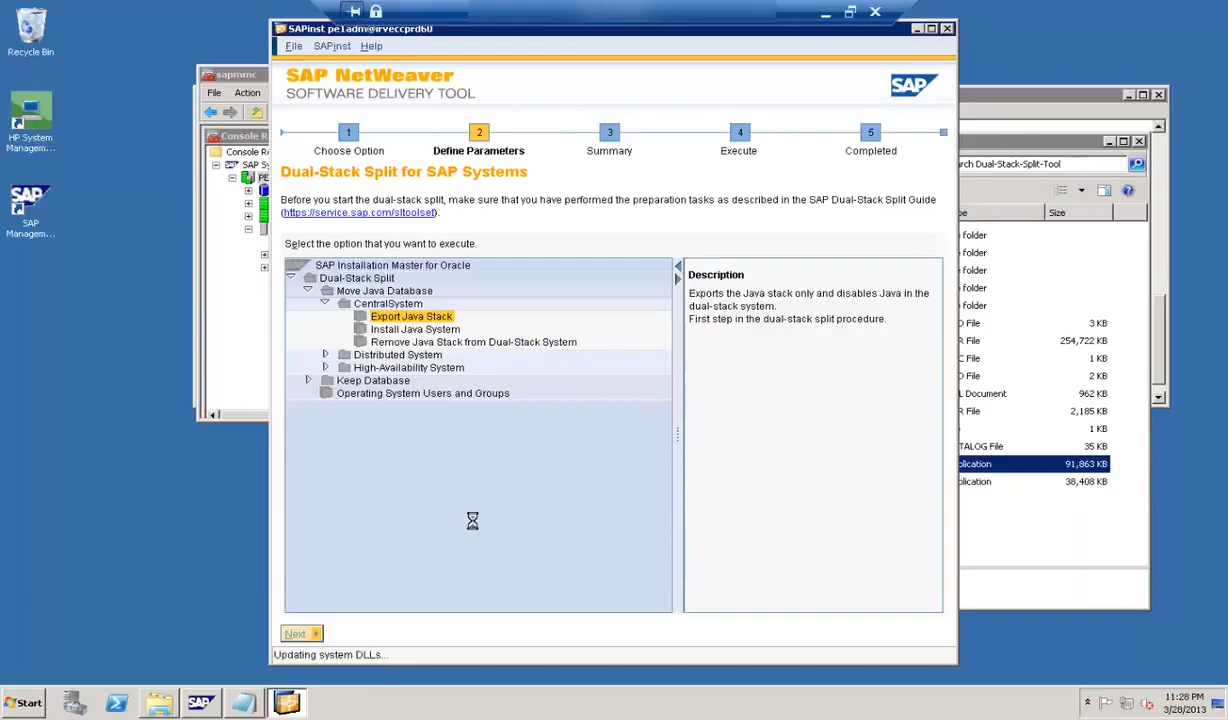 Recycle Bin
HP System
Managem...
SAP
Managem...
sapmmc
File Action
Console R
SAP Sy
PE
SAPinst pe1adm@irveccprd60
File SAPinst Help
SAP NetWeaver
SOFTWARE DELIVERY TOOL
SAP
1 2 3 4 5
Choose Option Define Parameters Summary Execute Completed
Dual-Stack Split for SAP Systems
Before you start the dual-stack split, make sure that you have performed the preparation tasks as described in the SAP Dual-Stack Split Guide
(https://service.sap.com/sltoolset).
Select the option that you want to execute.
SAP Installation Master for Oracle
Dual-Stack Split
Move Java Database
CentralSystem
Export Java Stack
Install Java System
Remove Java Stack from Dual-Stack System
Distributed System
High-Availability System
Keep Database
Operating System Users and Groups
Description
Exports the Java stack only and disables Java in the
dual-stack system.
First step in the dual-stack split procedure.
Next
Updating system DLLs...
rch Dual-Stack-Split-Tool
pe Size
folder
folder
folder
folder
folder
O File 3 KB
R File 254,722 KB
C File 1 KB
D File 2 KB
L Document 962 KB
R File 2,185 KB
e 1 KB
TALOG File 35 KB
plication 91,863 KB
plication 38,408 KB
Start
SAP
11:28 PM
3/28/2013